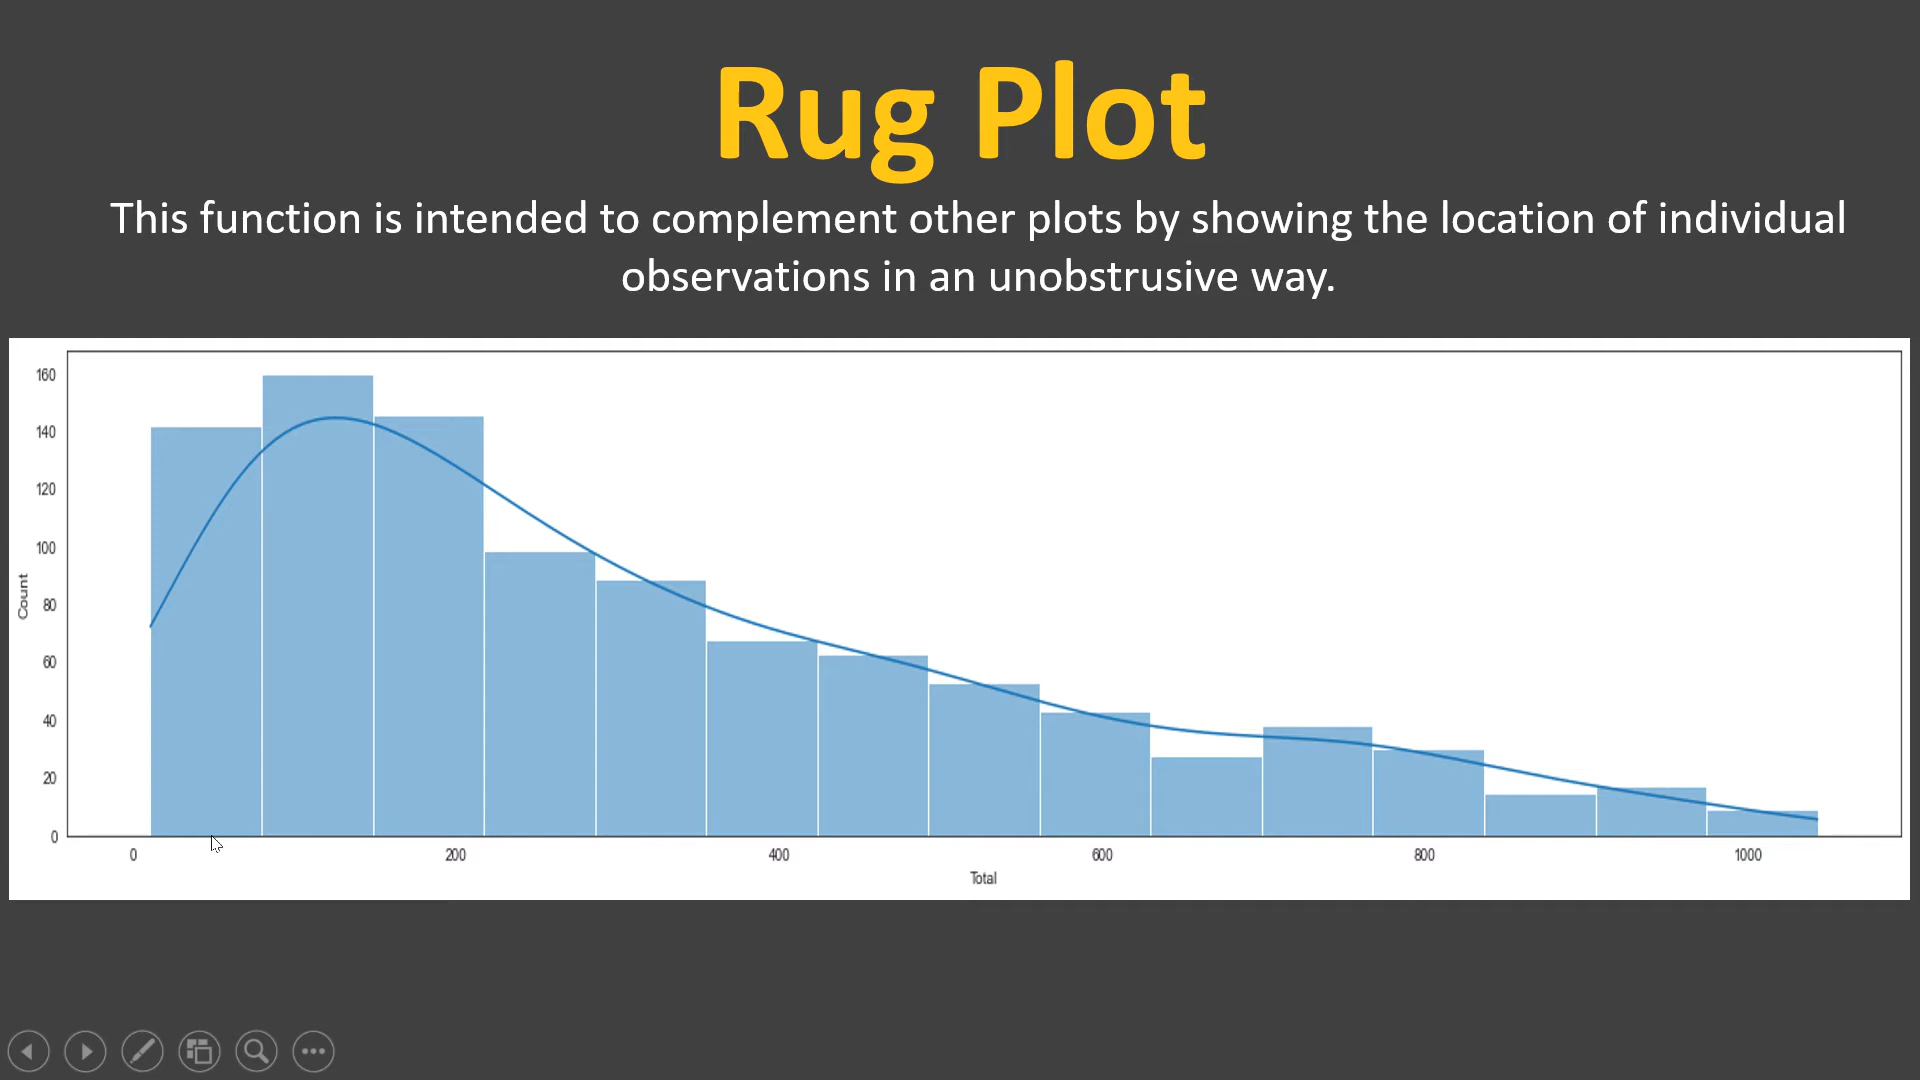 Rug Plot
This function is intended to complement other plots by showing the location of individual
observations in an unobstrusive way.
160
140
120
100
80
60
40
20
0
Count
0 200 400 600 800 1000
Total